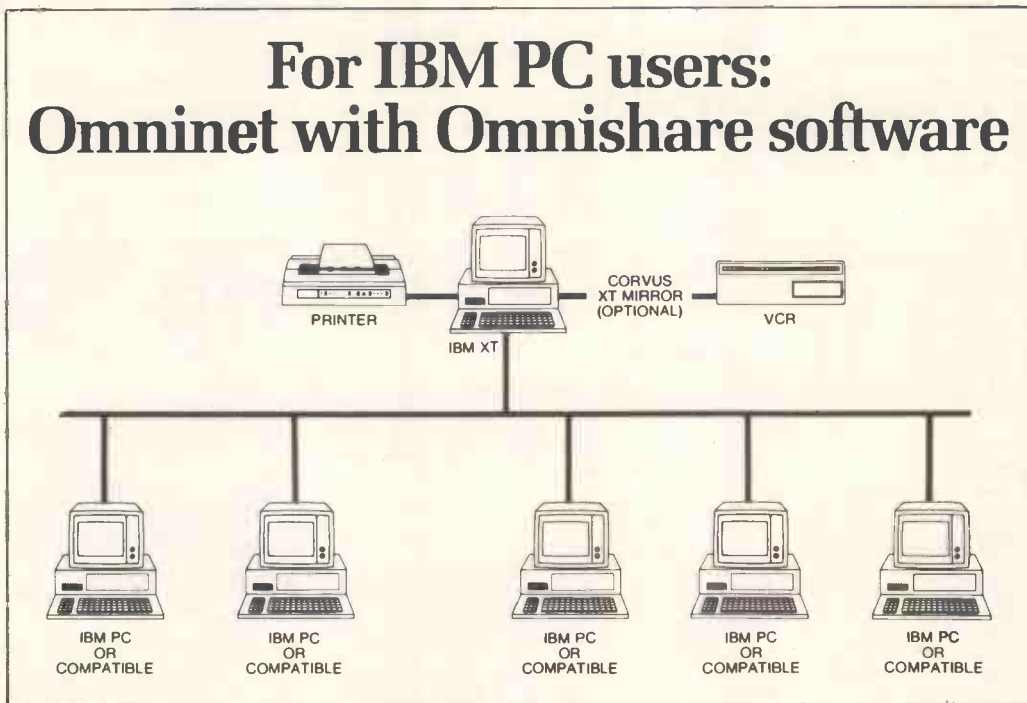 For IBM PC users:
Omninet with Omnishare software
PRINTER
IBM XT
CORVUS
XT MIRROR
(OPTIONAL)
VCR
IBM PC
OR
COMPATIBLE
IBM PC
OR
COMPATIBLE
IBM PC
OR
COMPATIBLE
IBM PC
OR
COMPATIBLE
IBM PC
OR
COMPATIBLE